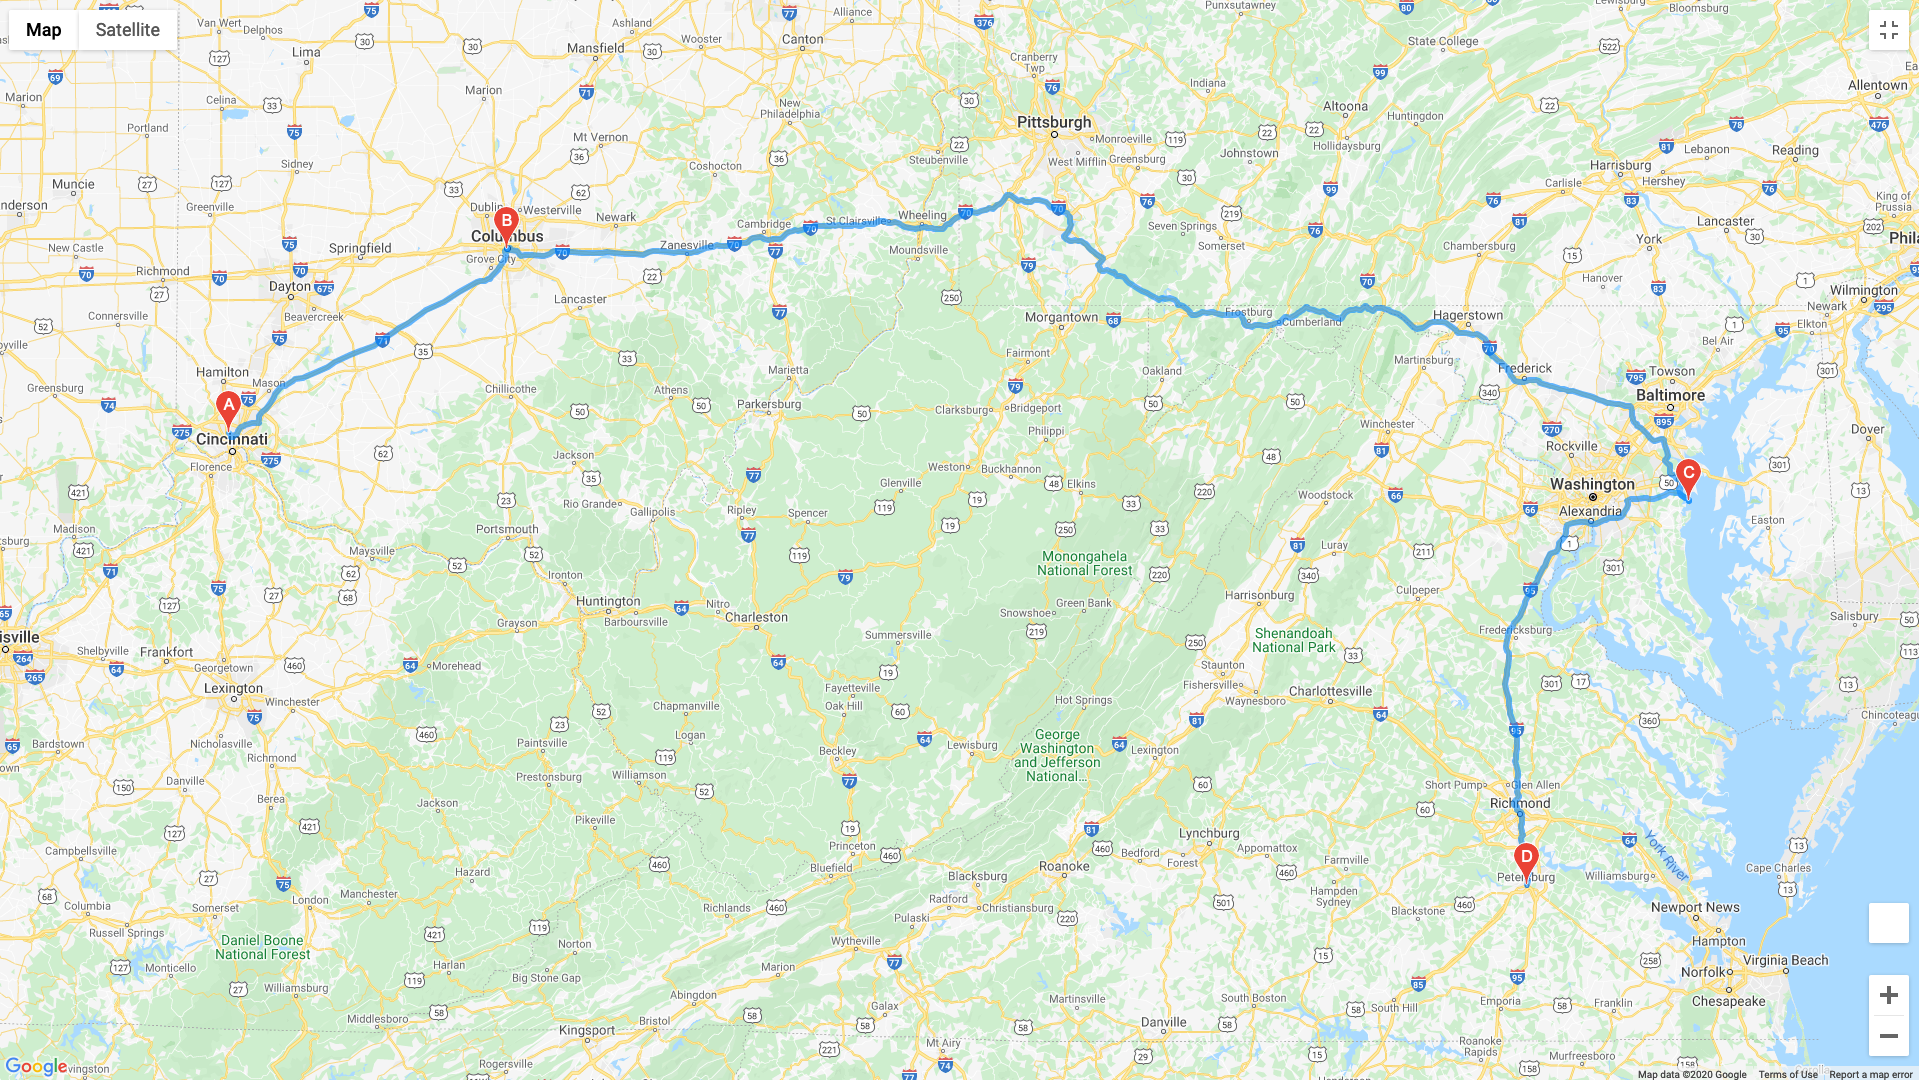 Map
Satellite
Van Wert
Delphos
Lima
Ashland
Mansfield
Wooster
Alliance
Canton
Cranberry
Twp
Punxsutawney
State College
Lewisburg
Bloomsburg
Allentown
Marion
Celina
Marion
New
Philadelphia
Indiana
Altoona
Huntingdon
Portland
Sidney
Mt Vernon
Coshocton
Steubenville
Pittsburgh
Monroeville
West Mifflin
Greensburg
Johnstown
Hollidaysburg
Harrisburg
Lebanon
Reading
Hershey
Carlisle
King of
Prussia
Muncie
Greenville
Dublin
Westerville
Newark
B
Columbus
Grove City
Cambridge
Zanesville
St Clairsville
Wheeling
Moundsville
Seven Springs
Somerset
Chambersburg
Lancaster
York
Hanover
Wilmington
Newark
Elkton
Bel Air
New Castle
Richmond
Springfield
Dayton
Beavercreek
Connersville
Lancaster
Morgantown
Frostburg
Cumberland
Hagerstown
Martinsburg
Frederick
Towson
Baltimore
Hamilton
Mason
Greensburg
A
Cincinnati
Florence
Chillicothe
Athens
Marietta
Parkersburg
Fairmont
Oakland
Clarksburg
Bridgeport
Philippi
Winchester
Rockville
Dover
C
Washington
Alexandria
Easton
Jackson
Rio Grande
Gallipolis
Ripley
Spencer
Glenville
Weston
Buckhannon
Elkins
Woodstock
Luray
Madison
Maysville
Portsmouth
Ironton
Huntington
Barboursville
Nitro
Charleston
Monongahela
National Forest
Green Bank
Snowshoe
Harrisonburg
Culpeper
Fredericksburg
Salisbury
Shelbyville
Frankfort
Georgetown
Morehead
Grayson
Summersville
Shenandoah
National Park
Staunton
Fishersville
Waynesboro
Charlottesville
Lexington
Winchester
Fayetteville
Oak Hill
Hot Springs
Chincoteague
Bardstown
Nicholasville
Richmond
Paintsville
Prestonsburg
Chapmanville
Logan
Williamson
Beckley
Lewisburg
George
Washington
and Jefferson
National...
Lexington
Danville
Berea
Jackson
Pikeville
Short Pump
Glen Allen
Richmond
Campbellsville
Hazard
Manchester
London
Princeton
Bluefield
Roanoke
Bedford
Forest
Lynchburg
Appomattox
Farmville
D
Petersburg
York River
Williamsburg
Cape Charles
Columbia
Somerset
Russell Springs
Richlands
Blacksburg
Radford
Christiansburg
Pulaski
Hampden
Sydney
Blackstone
Newport News
Hampton
Virginia Beach
Norfolk
Chesapeake
Daniel Boone
National Forest
Monticello
Williamsburg
Harlan
Norton
Big Stone Gap
Wytheville
Marion
Abingdon
Galax
Martinsville
South Boston
South Hill
Emporia
Franklin
Middlesboro
Kingsport
Bristol
Rogersville
Mt Airy
Danville
Roanoke
Rapids
Murfreesboro
Google
Map data ©2020 Google
Terms of Use
Report a map error